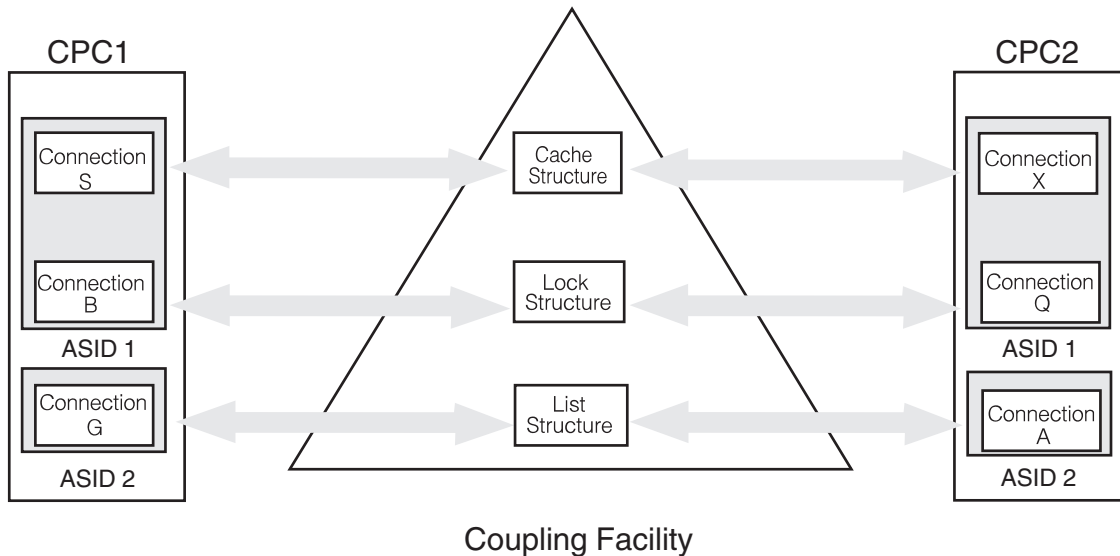 CPC1
CPC2
Connection
S
Cache
Structure
Connection
X
Connection
B
Lock
Structure
Connection
Q
ASID 1
ASID 1
Connection
G
List
Structure
Connection
A
ASID 2
ASID 2
Coupling Facility